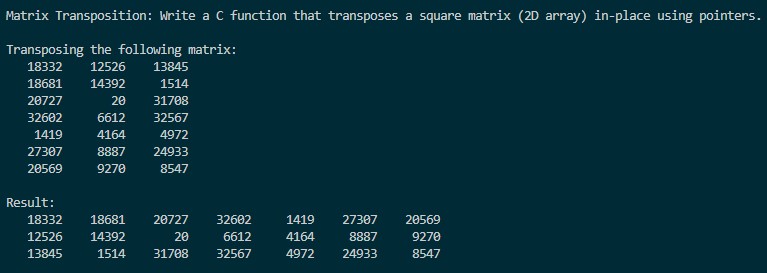 Matrix Transposition: Write a C function that transposes a square matrix (2D array) in-place using pointers.
Transposing the following matrix:
18332 12526 13845
18681 14392 1514
20727 20 31708
32602 6612 32567
1419 4164 4972
27307 8887 24933
20569 9270 8547
Result:
18332 18681 20727 32602 1419 27307 20569
12526 14392 20 6612 4164 8887 9270
13845 1514 31708 32567 4972 24933 8547